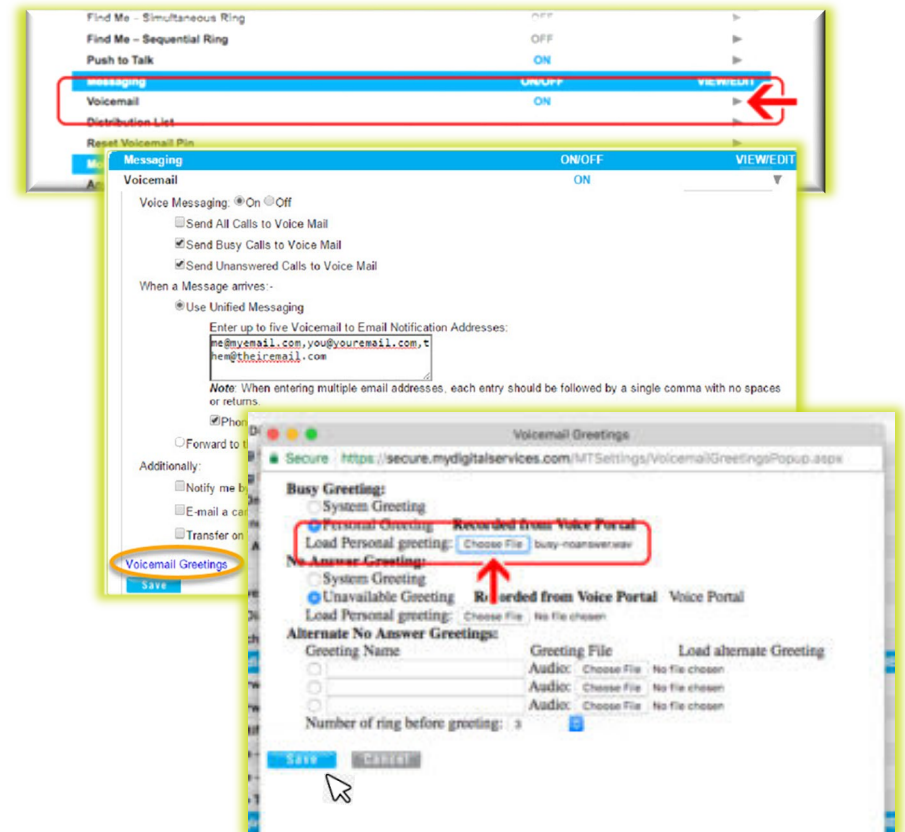 Find Me – Simultaneous Ring OFF
Find Me – Sequential Ring OFF
Push to Talk ON
Messaging ON/OFF VIEW/EDIT
Voicemail ON
Distribution List
Reset Voicemail Pin
Messaging ON/OFF VIEW/EDIT
Voicemail ON
Voice Messaging: On Off
Send All Calls to Voice Mail
Send Busy Calls to Voice Mail
Send Unanswered Calls to Voice Mail
When a Message arrives:-
Use Unified Messaging
Enter up to five Voicemail to Email Notification Addresses:
me@myemail.com,you@youremail.com,t
hem@theiremail.com
Note: When entering multiple email addresses, each entry should be followed by a single comma with no spaces
or returns.
Phon
Forward to t
Additionally:
Notify me b
E-mail a car
Transfer on
Voicemail Greetings
Save
Voicemail Greetings
Secure https://secure.mydigitalservices.com/MTSettings/VoicemailGreetingsPopup.aspx
Busy Greeting:
System Greeting
Personal Greeting Recorded from Voice Portal
Load Personal greeting: Choose File busy-noanswer.wav
No Answer Greeting:
System Greeting
Unavailable Greeting Recorded from Voice Portal Voice Portal
Load Personal greeting: Choose File No file chosen
Alternate No Answer Greetings:
Greeting Name Greeting File Load alternate Greeting
Audio: Choose File No file chosen
Audio: Choose File No file chosen
Audio: Choose File No file chosen
Number of ring before greeting: 3
Save Cancel